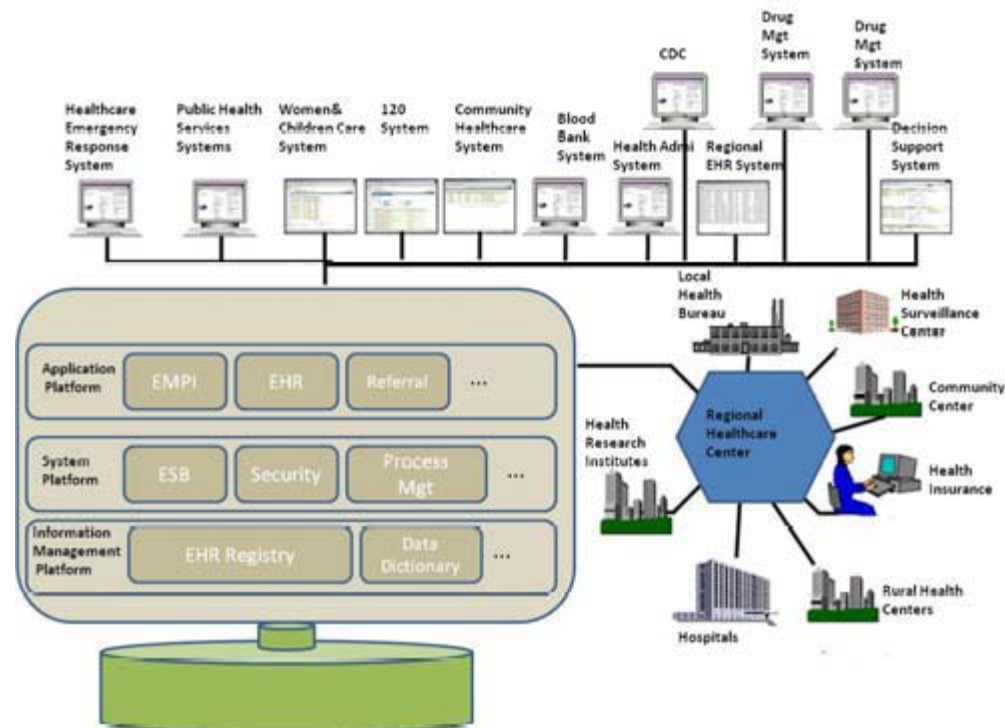 Healthcare
Emergency
Response
System
Public Health
Services
Systems
Women&
Children Care
System
120
System
Community
Healthcare
System
Blood
Bank
System
CDC
Health Admi
System
Regional
EHR System
Drug
Mgt
System
Drug
Mgt
System
Decision
Support
System
Application
Platform
EMPI
EHR
Referral
...
System
Platform
ESB
Security
Process
Mgt
...
Information
Management
Platform
EHR Registry
Data
Dictionary
...
Local
Health
Bureau
Health
Surveillance
Center
Community
Center
Regional
Healthcare
Center
Health
Research
Institutes
Health
Insurance
Rural Health
Centers
Hospitals